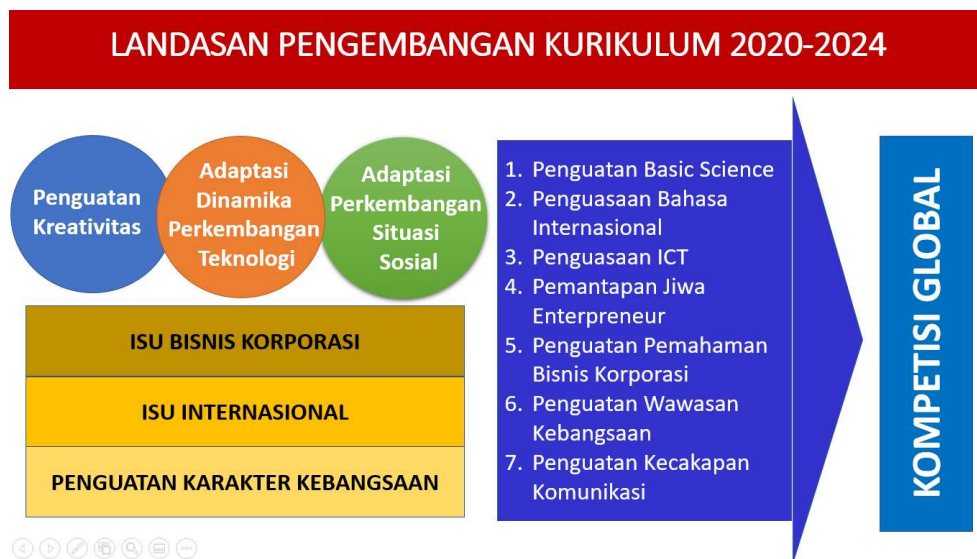 LANDASAN PENGEMBANGAN KURIKULUM 2020-2024
Penguatan
Kreativitas
Adaptasi
Dinamika
Perkembangan
Teknologi
Adaptasi
Perkembangan
Situasi
Sosial
ISU BISNIS KORPORASI
ISU INTERNASIONAL
PENGUATAN KARAKTER KEBANGSAAN
1. Penguatan Basic Science
2. Penguasaan Bahasa
Internasional
3. Penguasaan ICT
4. Pemantapan Jiwa
Enterpreneur
5. Penguatan Pemahaman
Bisnis Korporasi
6. Penguatan Wawasan
Kebangsaan
7. Penguatan Kecakapan
Komunikasi
KOMPETISI GLOBAL